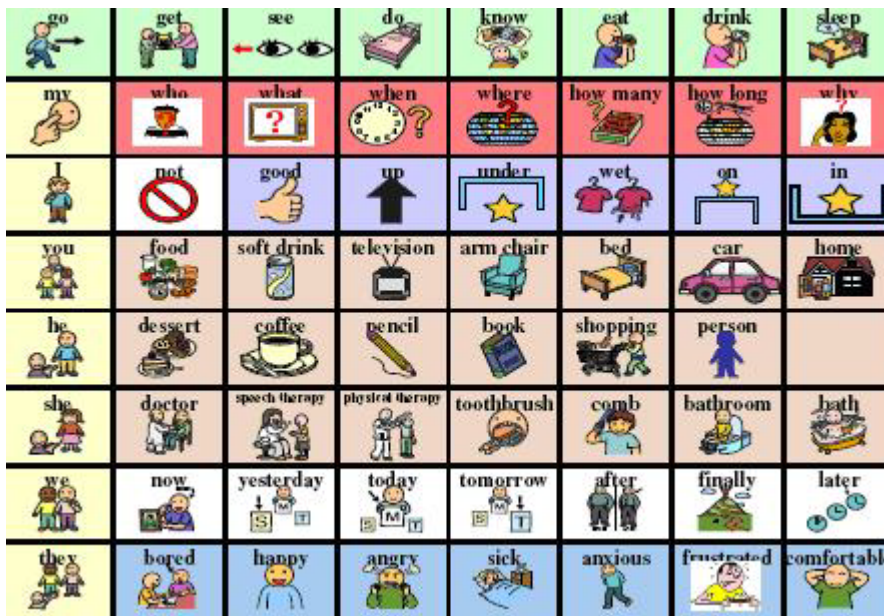 go get see do know eat drink sleep
my who what when where how many how long why
I not good up under wet on in
you food soft drink television arm chair bed car home
he dessert coffee pencil book shopping person
she doctor speech therapy physical therapy toothbrush comb bathroom bath
we now yesterday today tomorrow after finally later
S M T S M T S M T
they bored happy angry sick anxious frustrated comfortable